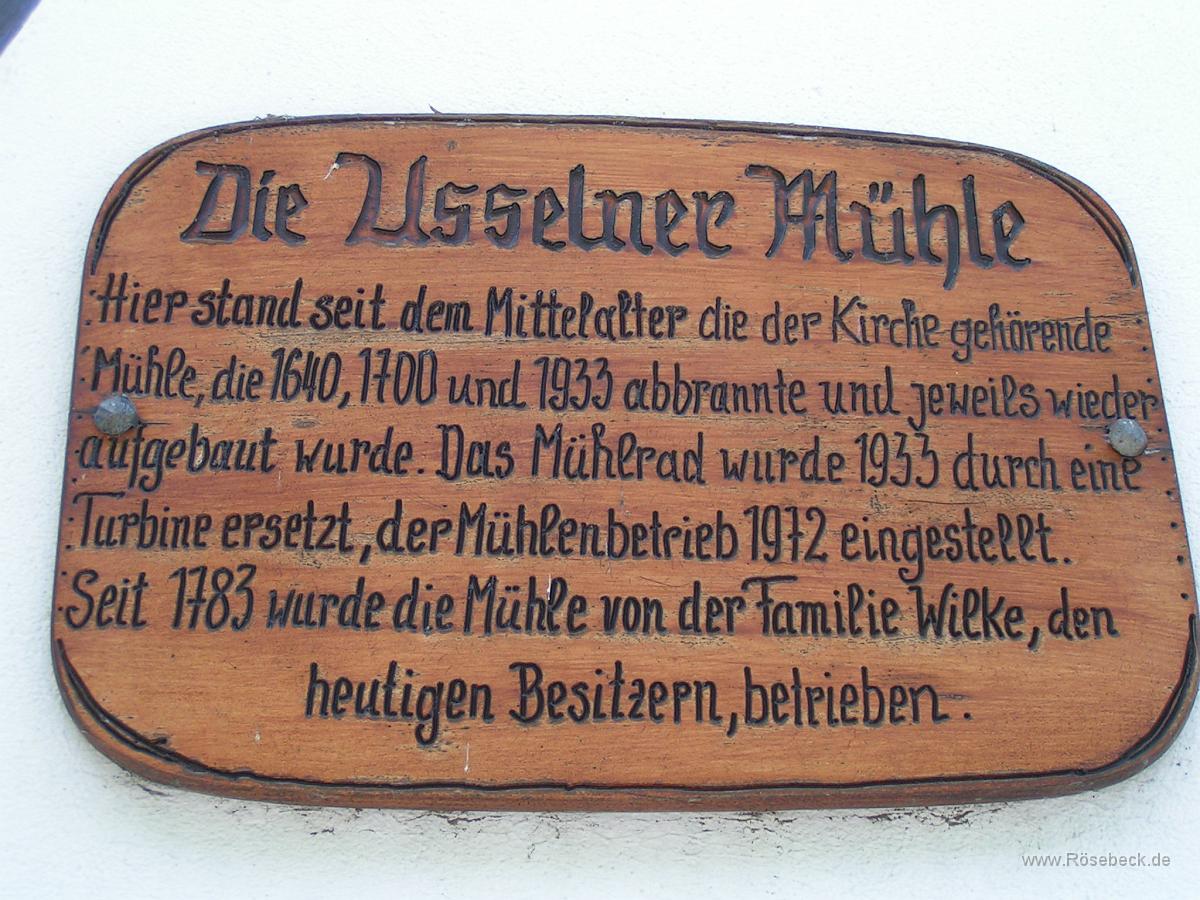 Die Usselner Mühle
Hier stand seit dem Mittelalter die der Kirche gehörende
Mühle, die 1640, 1700 und 1933 abbrannte und jeweils wieder
aufgebaut wurde. Das Mühlrad wurde 1933 durch eine
Turbine ersetzt, der Mühlenbetrieb 1972 eingestellt.
Seit 1783 wurde die Mühle von der Familie Wilke, den
heutigen Besitzern, betrieben.
www.Rösebeck.de